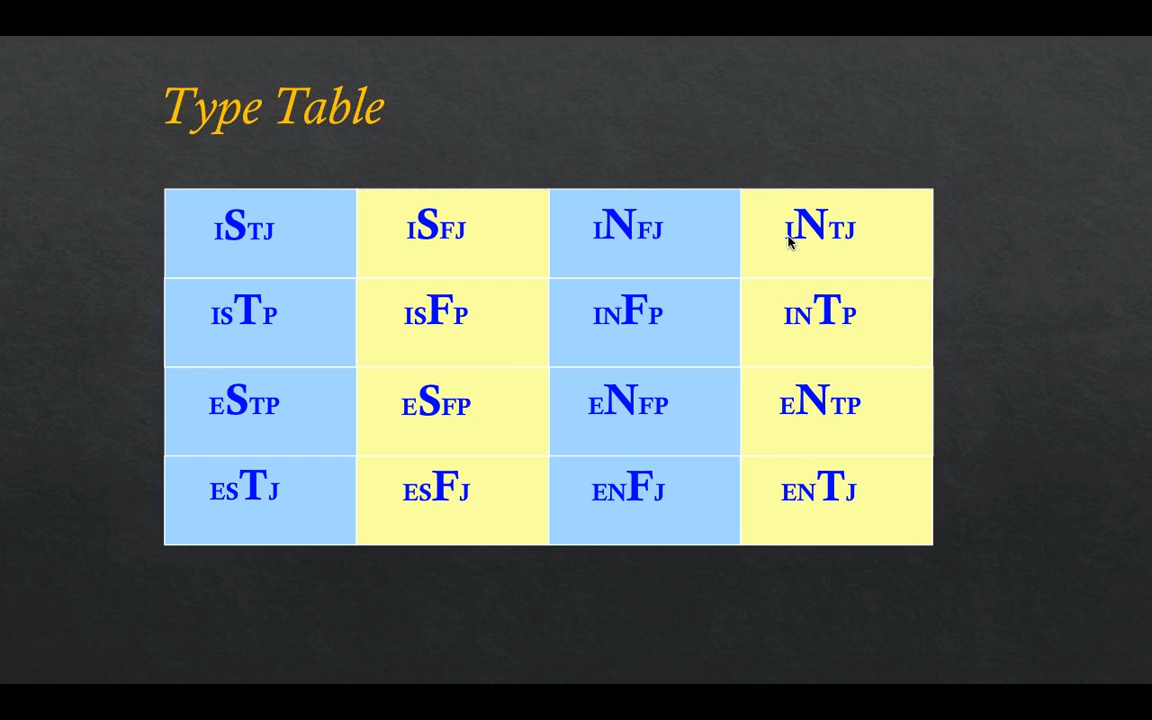 Type Table
ISTJ ISFJ INFJ INTJ
ISTP ISFP INFP INTP
ESTP ESFP ENFP ENTP
ESTJ ESFJ ENFJ ENTJ